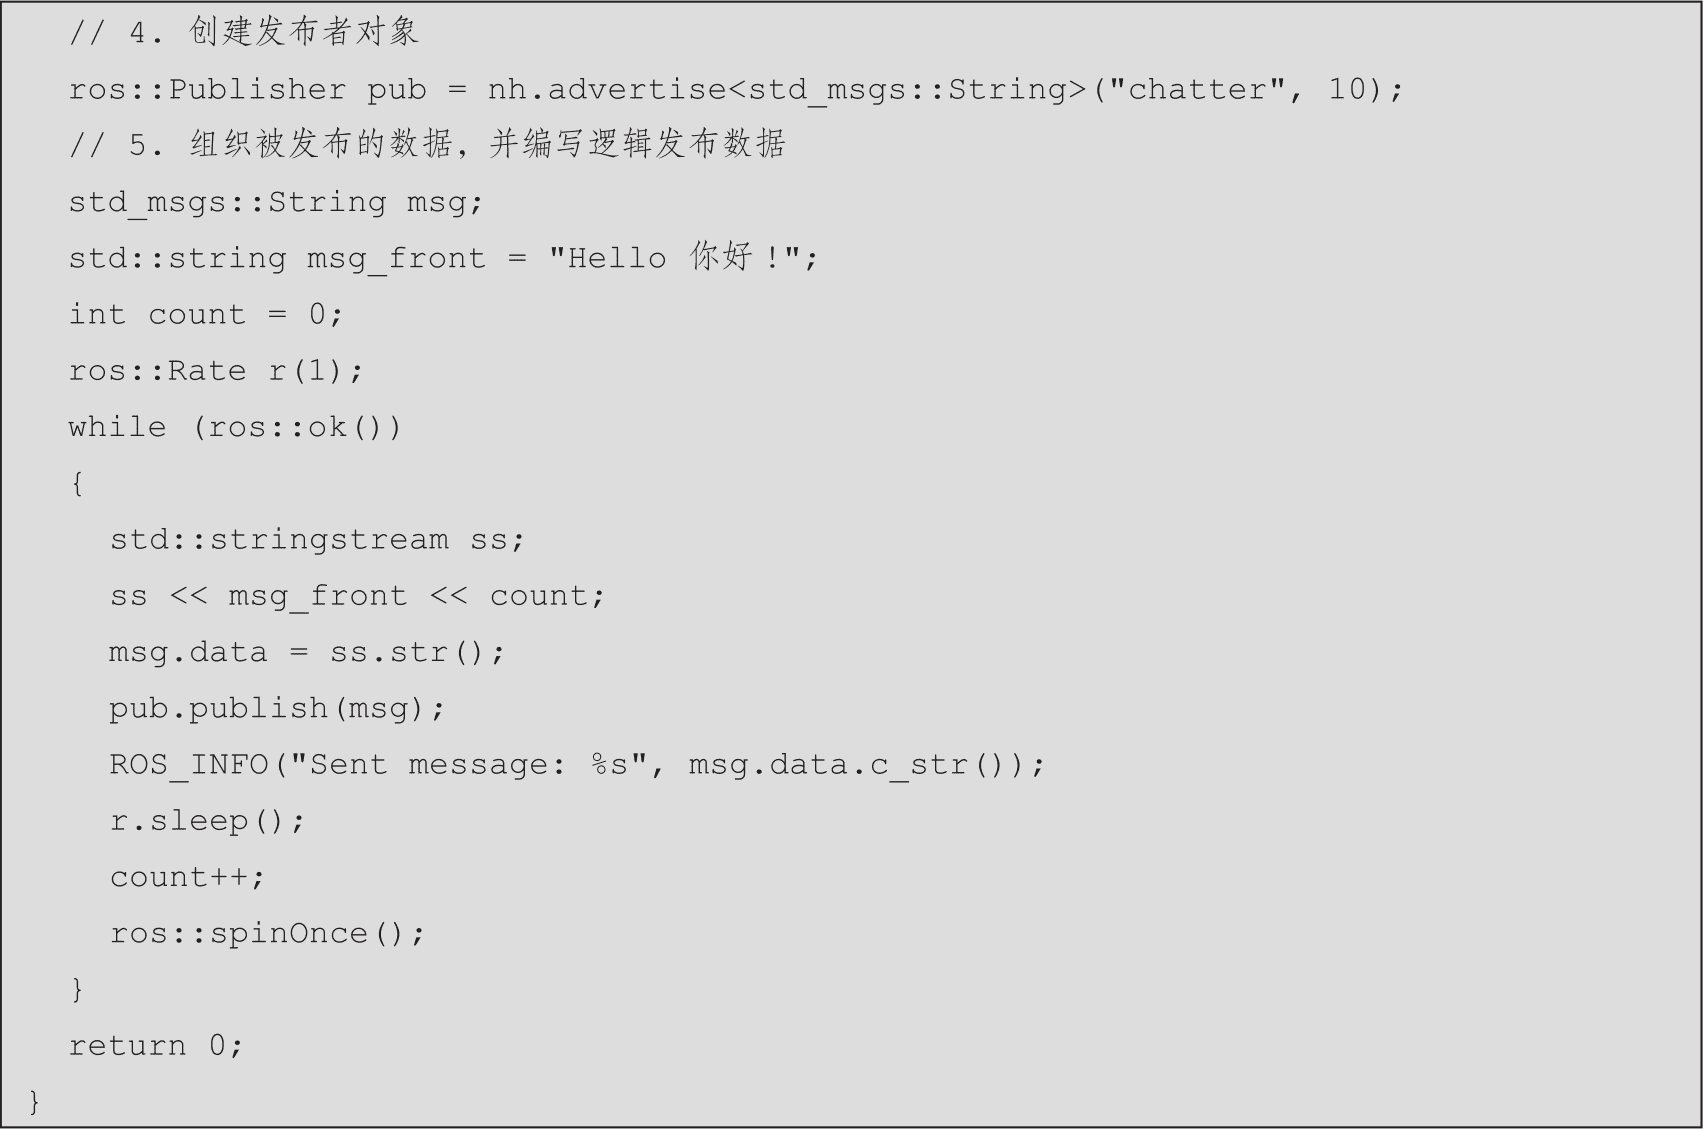 // 4. 创建发布者对象
ros::Publisher pub = nh.advertise<std_msgs::String>("chatter", 10);
// 5. 组织被发布的数据，并编写逻辑发布数据
std_msgs::String msg;
std::string msg_front = "Hello 你好！";
int count = 0;
ros::Rate r(1);
while (ros::ok())
{
std::stringstream ss;
ss << msg_front << count;
msg.data = ss.str();
pub.publish(msg);
ROS_INFO("Sent message: %s", msg.data.c_str());
r.sleep();
count++;
ros::spinOnce();
}
return 0;
}